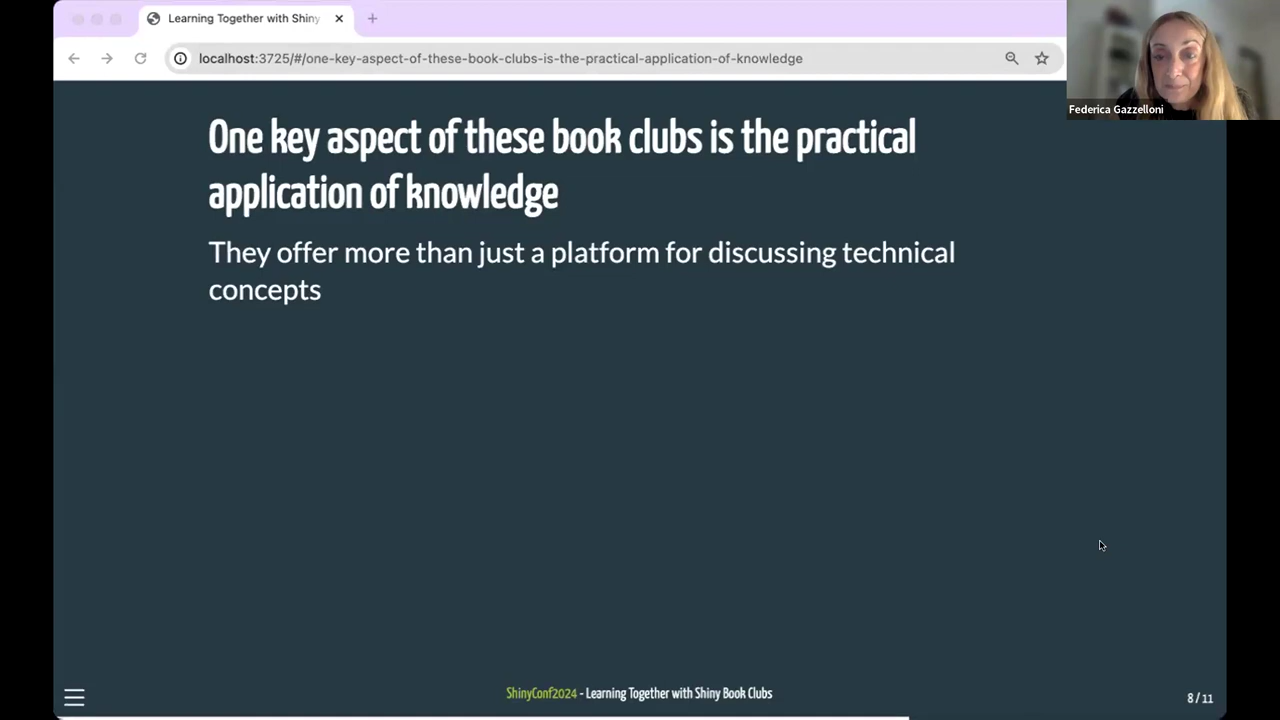 Learning Together with Shiny
localhost:3725/#/one-key-aspect-of-these-book-clubs-is-the-practical-application-of-knowledge
Federica Gazzelloni
One key aspect of these book clubs is the practical
application of knowledge
They offer more than just a platform for discussing technical
concepts
ShinyConf2024 - Learning Together with Shiny Book Clubs
8 / 11